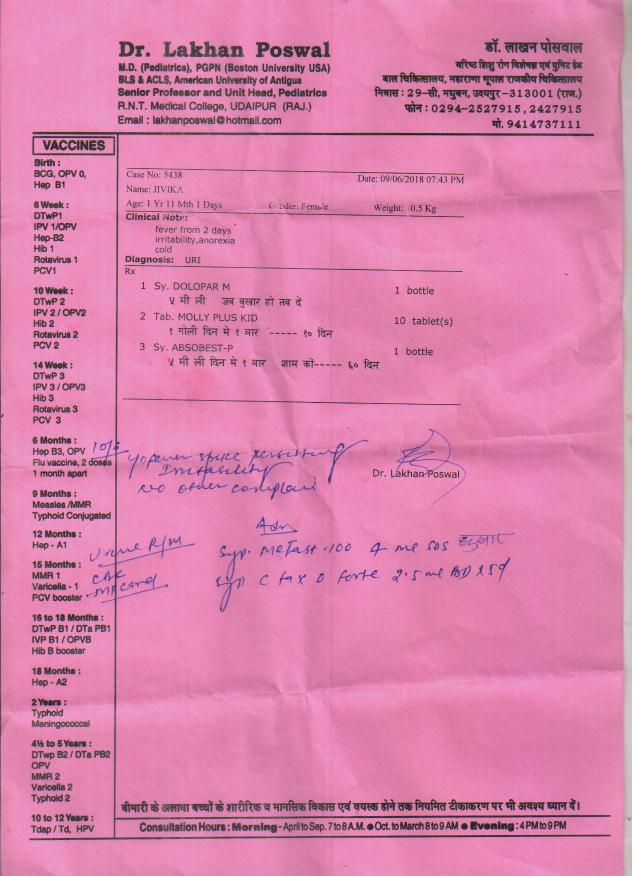 Dr. Lakhan Poswal
M.D. (Pediatrics), PGPN (Boston University USA)
BLS & ACLS, American University of Antigua
Senior Professor and Unit Head, Pediatrics
R.N.T. Medical College, UDAIPUR (RAJ.)
Email : lakhanposwal@hotmail.com
डॉ. लाखन पोसवाल
वरिष्ठ शिशु रोग विशेषज्ञ एवं युनिट हेड
बाल चिकित्सालय, महाराणा भूपाल राजकीय चिकित्सालय
निवास : 29-सी, मधुबन, उदयपुर-313001 (राज.)
फोन : 0294-2527915, 2427915
मो. 9414737111
VACCINES
Birth :
BCG, OPV 0,
Hep B1
6 Week :
DTwP1
IPV 1/OPV
Hep-B2
Hib 1
Rotavirus 1
PCV1
10 Week :
DTwP 2
IPV 2 / OPV2
Hib 2
Rotavirus 2
PCV 2
14 Week :
DTwP 3
IPV 3 / OPV3
Hib 3
Rotavirus 3
PCV 3
6 Months :
Hep B3, OPV
Flu vaccine, 2 doses
1 month apart
9 Months :
Measles /MMR
Typhoid Conjugated
12 Months :
Hep - A1
15 Months :
MMR 1
Varicella - 1
PCV booster
16 to 18 Months :
DTwP B1 / DTa PB1
IVP B1 / OPVB
Hib B booster
18 Months :
Hep - A2
2 Years :
Typhoid
Meningococcal
4½ to 5 Years :
DTwp B2 / DTa PB2
OPV
MMR 2
Varicella 2
Typhoid 2
10 to 12 Years :
Tdap / Td, HPV
Case No: 5438
Date: 09/06/2018 07:43 PM
Name: JIVIKA
Age: 1 Yr 11 Mth 1 Days
Gender: Female
Weight: 10.5 Kg
Clinical Note:
fever from 2 days
irritability,anorexia
cold
Diagnosis: URI
Rx
1 Sy. DOLOPAR M 1 bottle
५ मी ली जब बुखार हो तब दें
2 Tab. MOLLY PLUS KID 10 tablet(s)
१ गोली दिन मे १ बार ----- १० दिन
3 Sy. ABSOBEST-P 1 bottle
५ मी ली दिन मे १ बार शाम कों----- ६० दिन
fever spike persisting
Irritability
no other complain
Dr. Lakhan Poswal
Adv
Urine R/M
CBC
MP card
Syp. Metast-100 4 ml SOS बुखार
Syp C tax O forte 2.5 ml BD x 5d
बीमारी के अलावा बच्चों के शारीरिक व मानसिक विकास एवं वयस्क होने तक नियमित टीकाकरण पर भी अवश्य ध्यान दें।
Consultation Hours : Morning - April to Sep. 7 to 8 A.M. ● Oct. to March 8 to 9 AM ● Evening : 4 PM to 9 PM